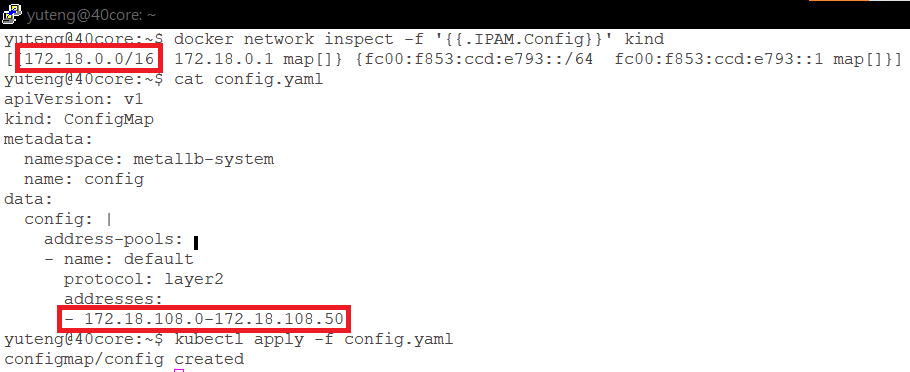 yuteng@40core: ~
yuteng@40core:~$ docker network inspect -f '{{.IPAM.Config}}' kind
[{172.18.0.0/16  172.18.0.1 map[]} {fc00:f853:ccd:e793::/64  fc00:f853:ccd:e793::1 map[]}]
yuteng@40core:~$ cat config.yaml
apiVersion: v1
kind: ConfigMap
metadata:
  namespace: metallb-system
  name: config
data:
  config: |
    address-pools:
    - name: default
      protocol: layer2
      addresses:
      - 172.18.108.0-172.18.108.50
yuteng@40core:~$ kubectl apply -f config.yaml
configmap/config created